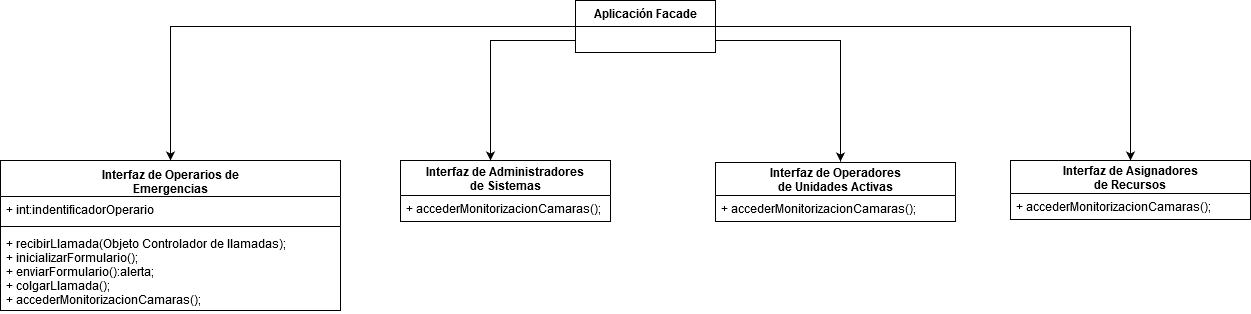 Aplicación Facade
Interfaz de Operarios de
Emergencias
+ int:indentificadorOperario
+ recibirLlamada(Objeto Controlador de llamadas);
+ inicializarFormulario();
+ enviarFormulario():alerta;
+ colgarLlamada();
+ accederMonitorizacionCamaras();
Interfaz de Administradores
de Sistemas
+ accederMonitorizacionCamaras();
Interfaz de Operadores
de Unidades Activas
+ accederMonitorizacionCamaras();
Interfaz de Asignadores
de Recursos
+ accederMonitorizacionCamaras();